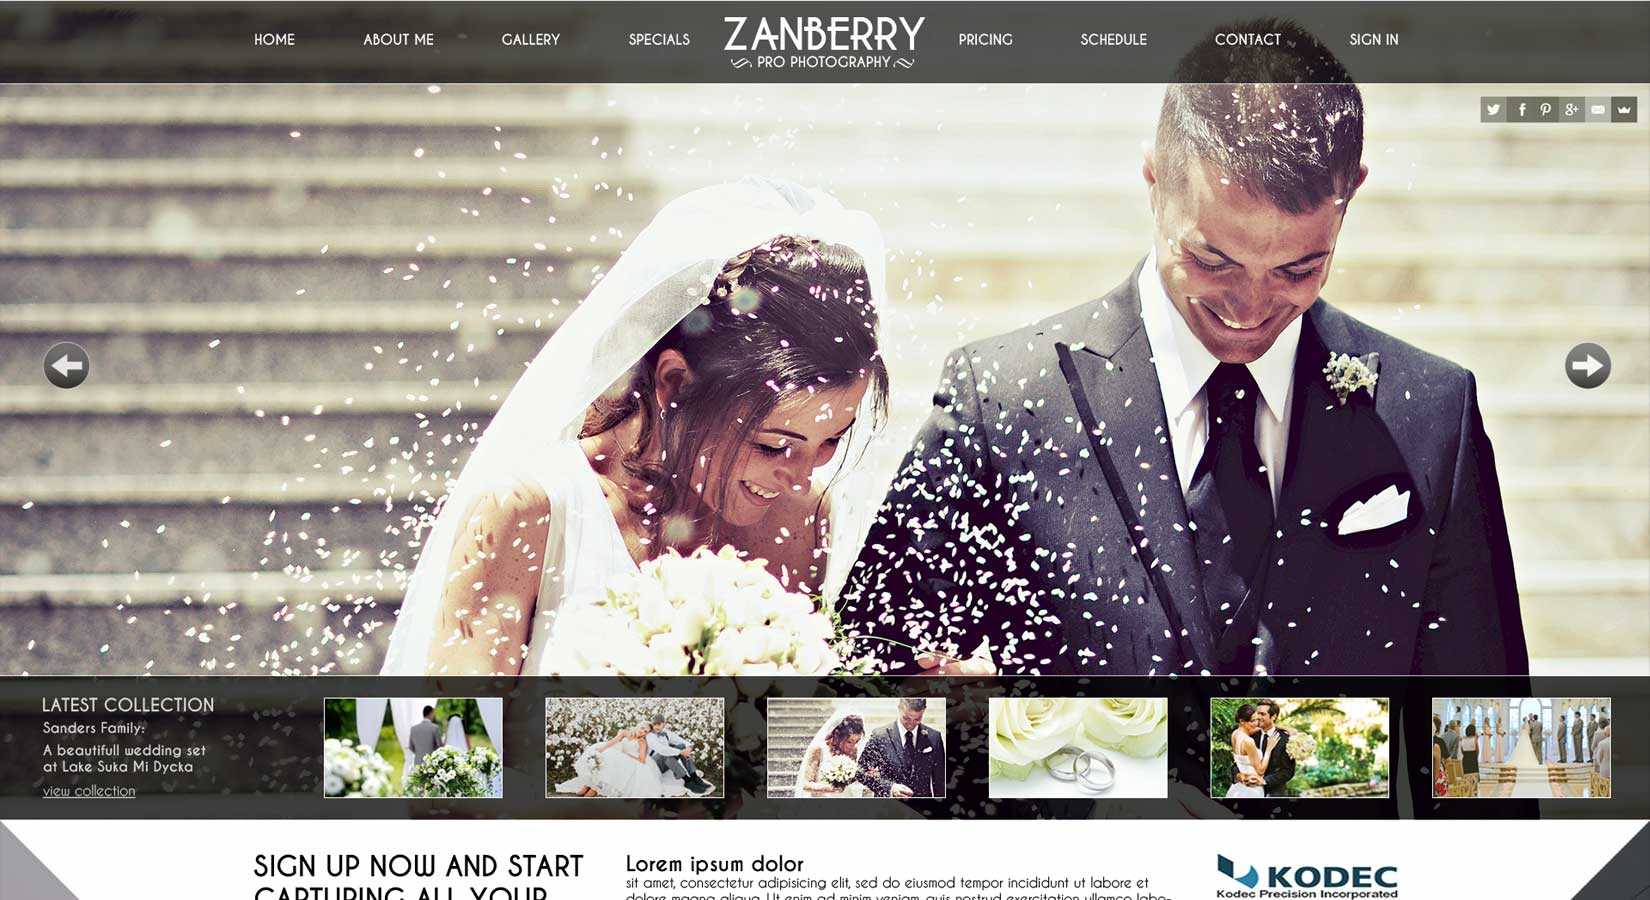 HOME ABOUT ME GALLERY SPECIALS ZANBERRY PRICING SCHEDULE CONTACT SIGN IN
PRO PHOTOGRAPHY
LATEST COLLECTION
Sanders Family:
A beautifull wedding set
at Lake Suka Mi Dycka
view collection
SIGN UP NOW AND START
CAPTURING ALL YOUR
Lorem ipsum dolor
sit amet, consectetur adipisicing elit, sed do eiusmod tempor incididunt ut labore et
dolore magna aliqua. Ut enim ad minim veniam, quis nostrud exercitation ullamco labo-
KODEC
Kodec Precision Incorporated